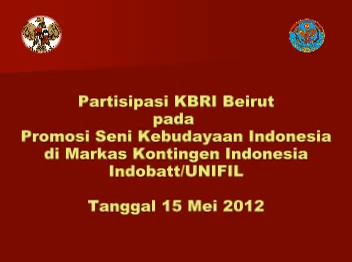 Partisipasi KBRI Beirut
pada
Promosi Seni Kebudayaan Indonesia
di Markas Kontingen Indonesia
Indobatt/UNIFIL
Tanggal 15 Mei 2012